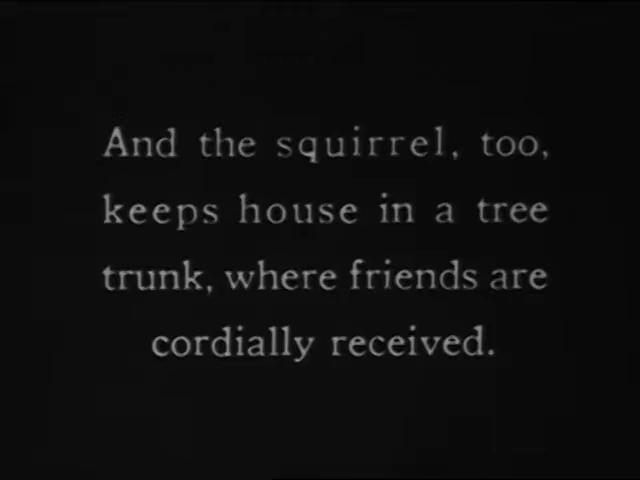 And the squirrel, too,
keeps house in a tree
trunk, where friends are
cordially received.